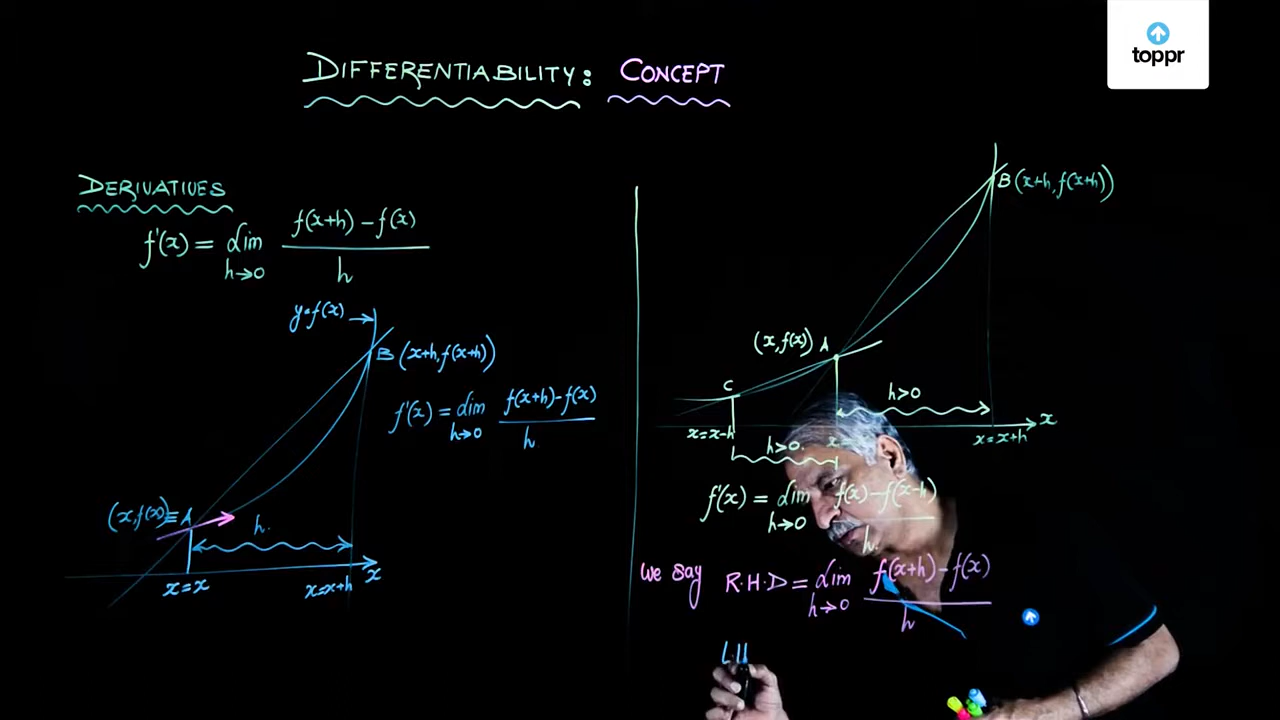 toppr
DIFFERENTIABILITY: CONCEPT
DERIVATIVES
f'(x) = lim h→0 f(x+h) - f(x) / h
y=f(x)
B (x+h, f(x+h))
f'(x) = lim h→0 f(x+h)-f(x) / h
(x, f(x)) ≡ A
h
x=x
x=x+h
x
B (x+h, f(x+h))
(x, f(x)) A
C
h>0
x
x=x-h
h>0
x=
x=x+h
f'(x) = lim h→0 f(x)-f(x-h) / h
We say R.H.D = lim h→0 f(x+h) - f(x) / h
L.H